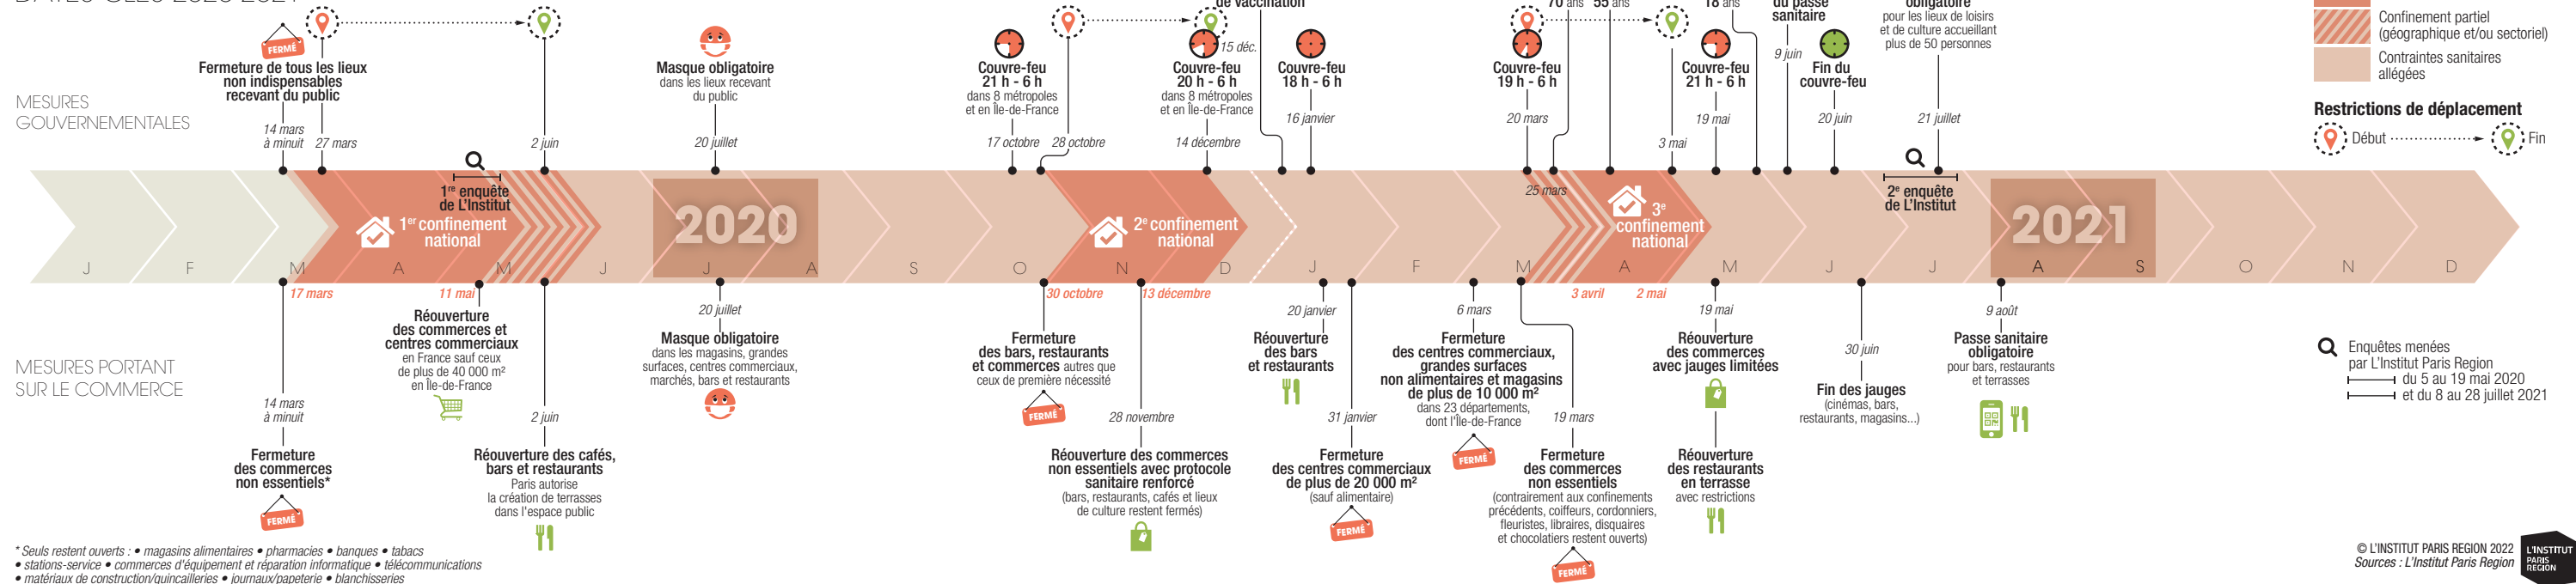 DATES CLÉS 2020-2021
FERMÉ
Fermeture de tous les lieux
non indispensables
recevant du public
14 mars
à minuit
27 mars
2 juin
Masque obligatoire
dans les lieux recevant
du public
20 juillet
Couvre-feu
21 h - 6 h
dans 8 métropoles
et en Île-de-France
17 octobre
28 octobre
15 déc.
Couvre-feu
20 h - 6 h
dans 8 métropoles
et en Île-de-France
14 décembre
de vaccination
Couvre-feu
18 h - 6 h
16 janvier
Couvre-feu
19 h - 6 h
20 mars
70 ans
55 ans
3 mai
18 ans
Couvre-feu
21 h - 6 h
19 mai
du passe
sanitaire
9 juin
Fin du
couvre-feu
20 juin
obligatoire
pour les lieux de loisirs
et de culture accueillant
plus de 50 personnes
21 juillet
Confinement partiel
(géographique et/ou sectoriel)
Contraintes sanitaires
allégées
Restrictions de déplacement
Début
Fin
MESURES
GOUVERNEMENTALES
1re enquête
de L'Institut
1er confinement
national
2020
2e confinement
national
25 mars
3e
confinement
national
2e enquête
de L'Institut
2021
J F M A M J J A S O N D J F M A M J J A S O N D
17 mars
11 mai
30 octobre
13 décembre
3 avril
2 mai
MESURES PORTANT
SUR LE COMMERCE
14 mars
à minuit
Fermeture
des commerces
non essentiels*
FERMÉ
Réouverture
des commerces et
centres commerciaux
en France sauf ceux
de plus de 40 000 m²
en Île-de-France
2 juin
Réouverture des cafés,
bars et restaurants
Paris autorise
la création de terrasses
dans l'espace public
20 juillet
Masque obligatoire
dans les magasins, grandes
surfaces, centres commerciaux,
marchés, bars et restaurants
Fermeture
des bars, restaurants
et commerces autres que
ceux de première nécessité
FERMÉ
28 novembre
Réouverture des commerces
non essentiels avec protocole
sanitaire renforcé
(bars, restaurants, cafés et lieux
de culture restent fermés)
20 janvier
Réouverture
des bars
et restaurants
31 janvier
Fermeture
des centres commerciaux
de plus de 20 000 m²
(sauf alimentaire)
FERMÉ
6 mars
Fermeture
des centres commerciaux,
grandes surfaces
non alimentaires et magasins
de plus de 10 000 m²
dans 23 départements,
dont l'Île-de-France
FERMÉ
19 mars
Fermeture
des commerces
non essentiels
(contrairement aux confinements
précédents, coiffeurs, cordonniers,
fleuristes, libraires, disquaires
et chocolatiers restent ouverts)
FERMÉ
19 mai
Réouverture
des commerces
avec jauges limitées
Réouverture
des restaurants
en terrasse
avec restrictions
30 juin
Fin des jauges
(cinémas, bars,
restaurants, magasins...)
9 août
Passe sanitaire
obligatoire
pour bars, restaurants
et terrasses
Enquêtes menées
par L'Institut Paris Region
du 5 au 19 mai 2020
et du 8 au 28 juillet 2021
* Seuls restent ouverts : • magasins alimentaires • pharmacies • banques • tabacs
• stations-service • commerces d'équipement et réparation informatique • télécommunications
• matériaux de construction/quincailleries • journaux/papeterie • blanchisseries
© L'INSTITUT PARIS REGION 2022
Sources : L'Institut Paris Region
L'INSTITUT
PARIS
REGION